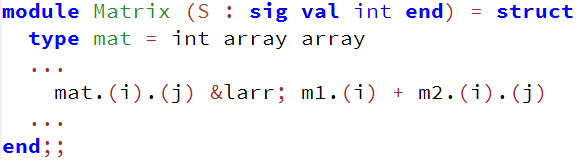 module Matrix (S : sig val int end) = struct
type mat = int array array
...
mat.(i).(j) &larr; m1.(i) + m2.(i).(j)
...
end;;